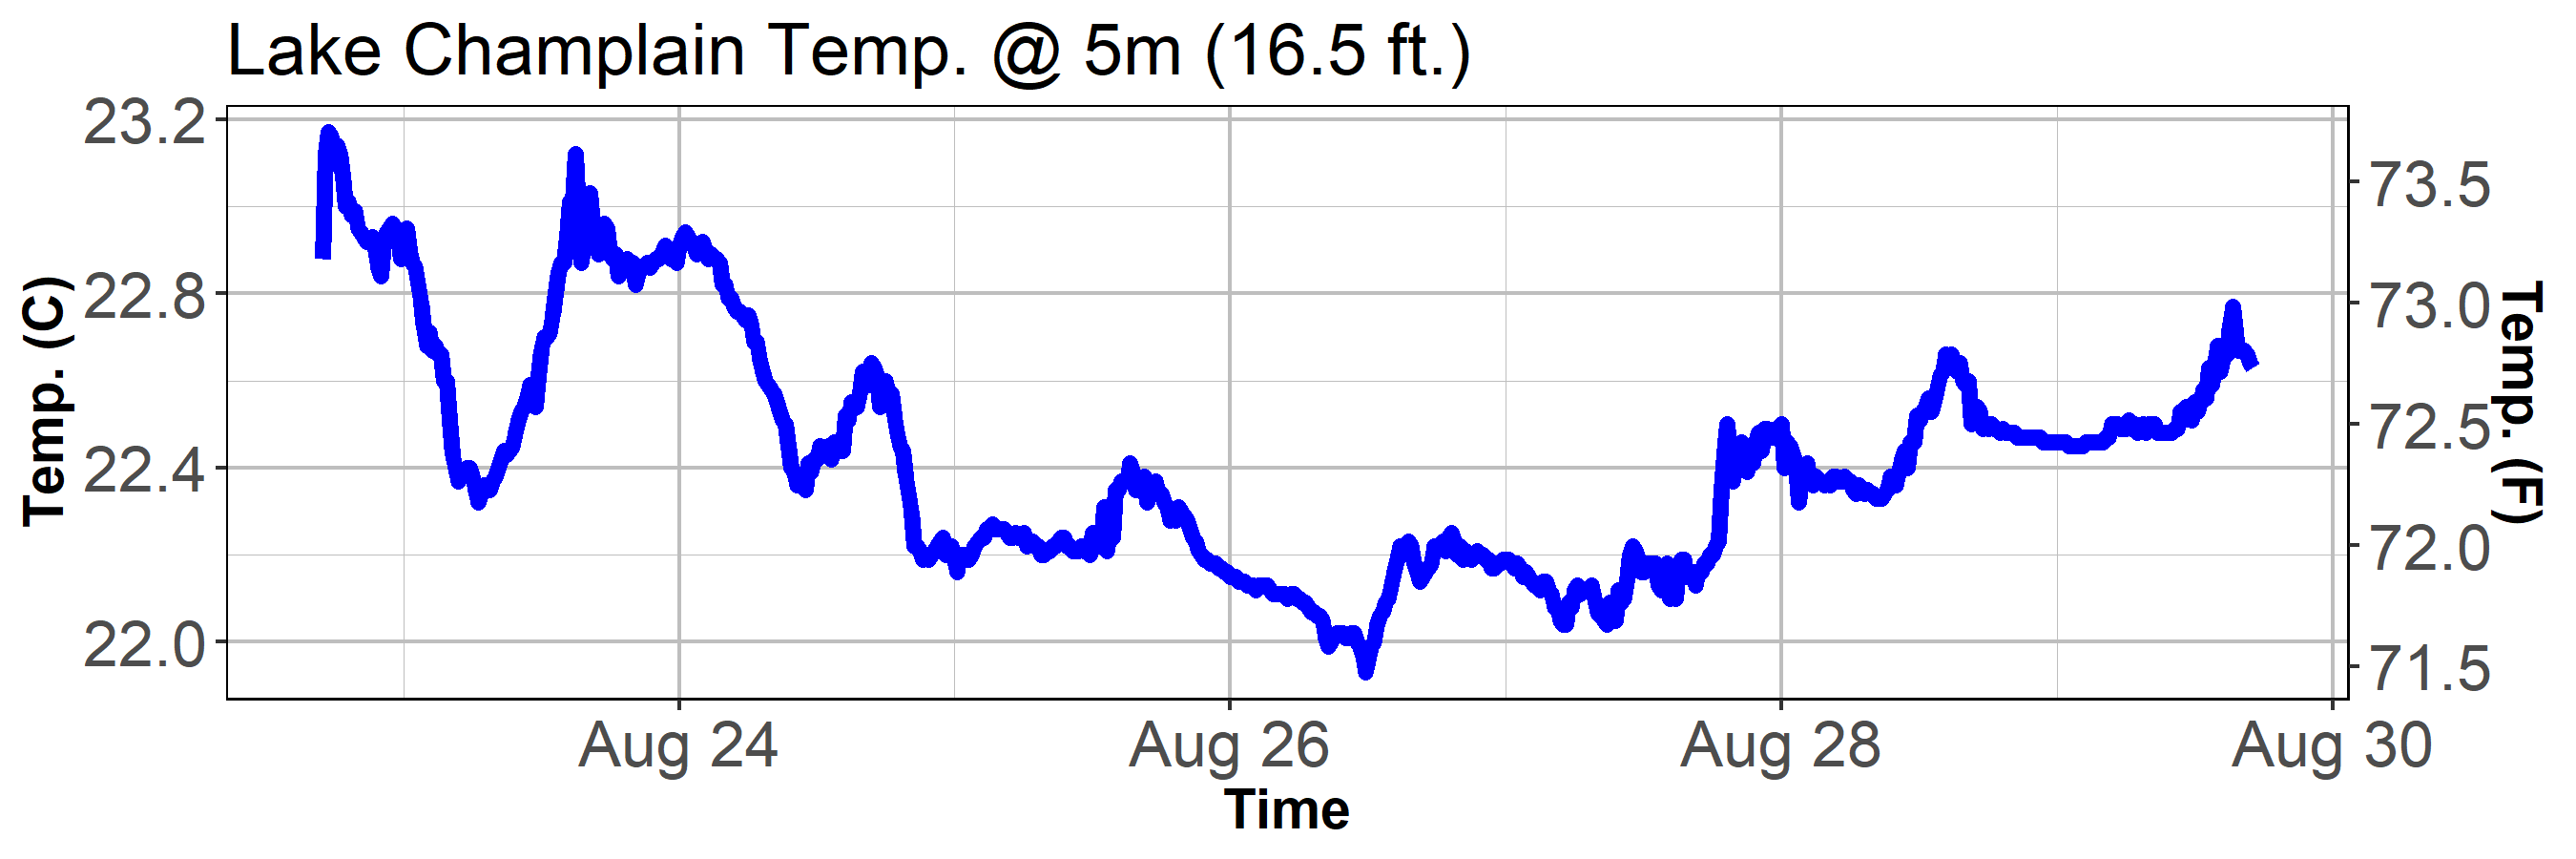 Lake Champlain Temp. @ 5m (16.5 ft.)
Temp. (C)
23.2
22.8
22.4
22.0
73.5
73.0
72.5
72.0
71.5
Temp. (F)
Aug 24 Aug 26 Aug 28 Aug 30
Time